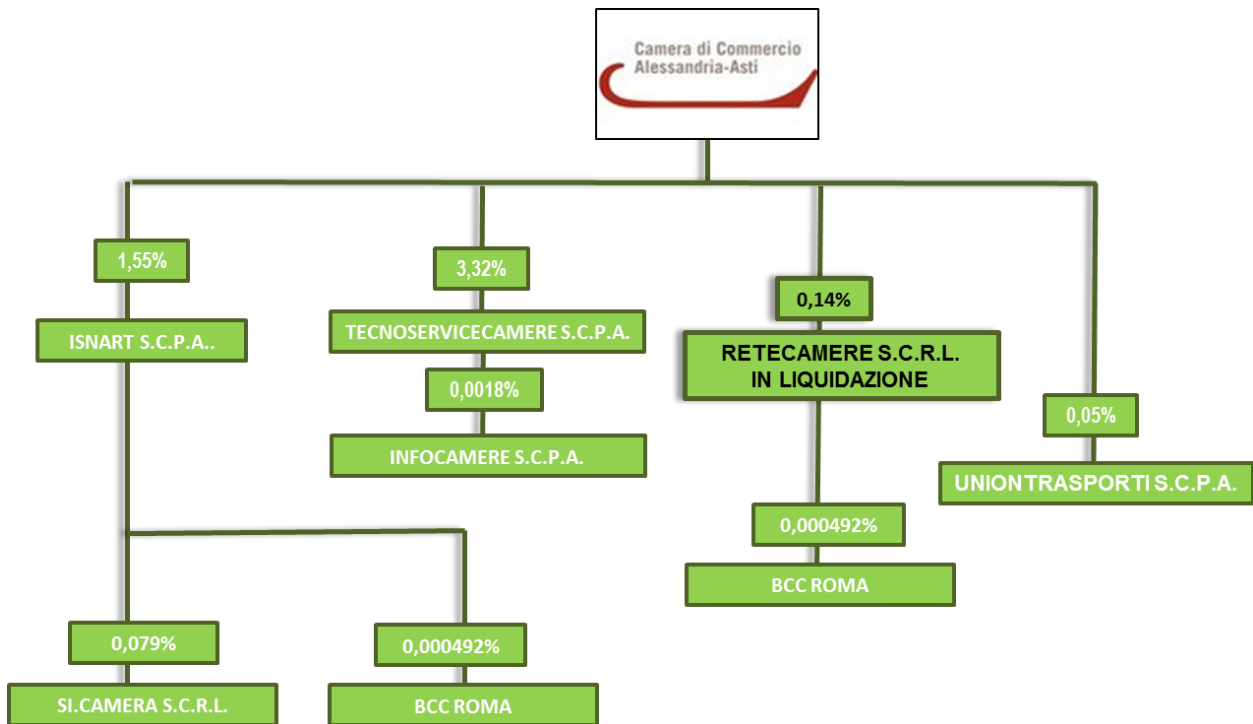 Camera di Commercio
Alessandria-Asti
1,55%
3,32%
0,14%
ISNART S.C.P.A..
TECNOSERVICECAMERE S.C.P.A.
RETECAMERE S.C.R.L.
IN LIQUIDAZIONE
0,0018%
0,05%
INFOCAMERE S.C.P.A.
UNIONTRASPORTI S.C.P.A.
0,000492%
BCC ROMA
0,079%
0,000492%
SI.CAMERA S.C.R.L.
BCC ROMA